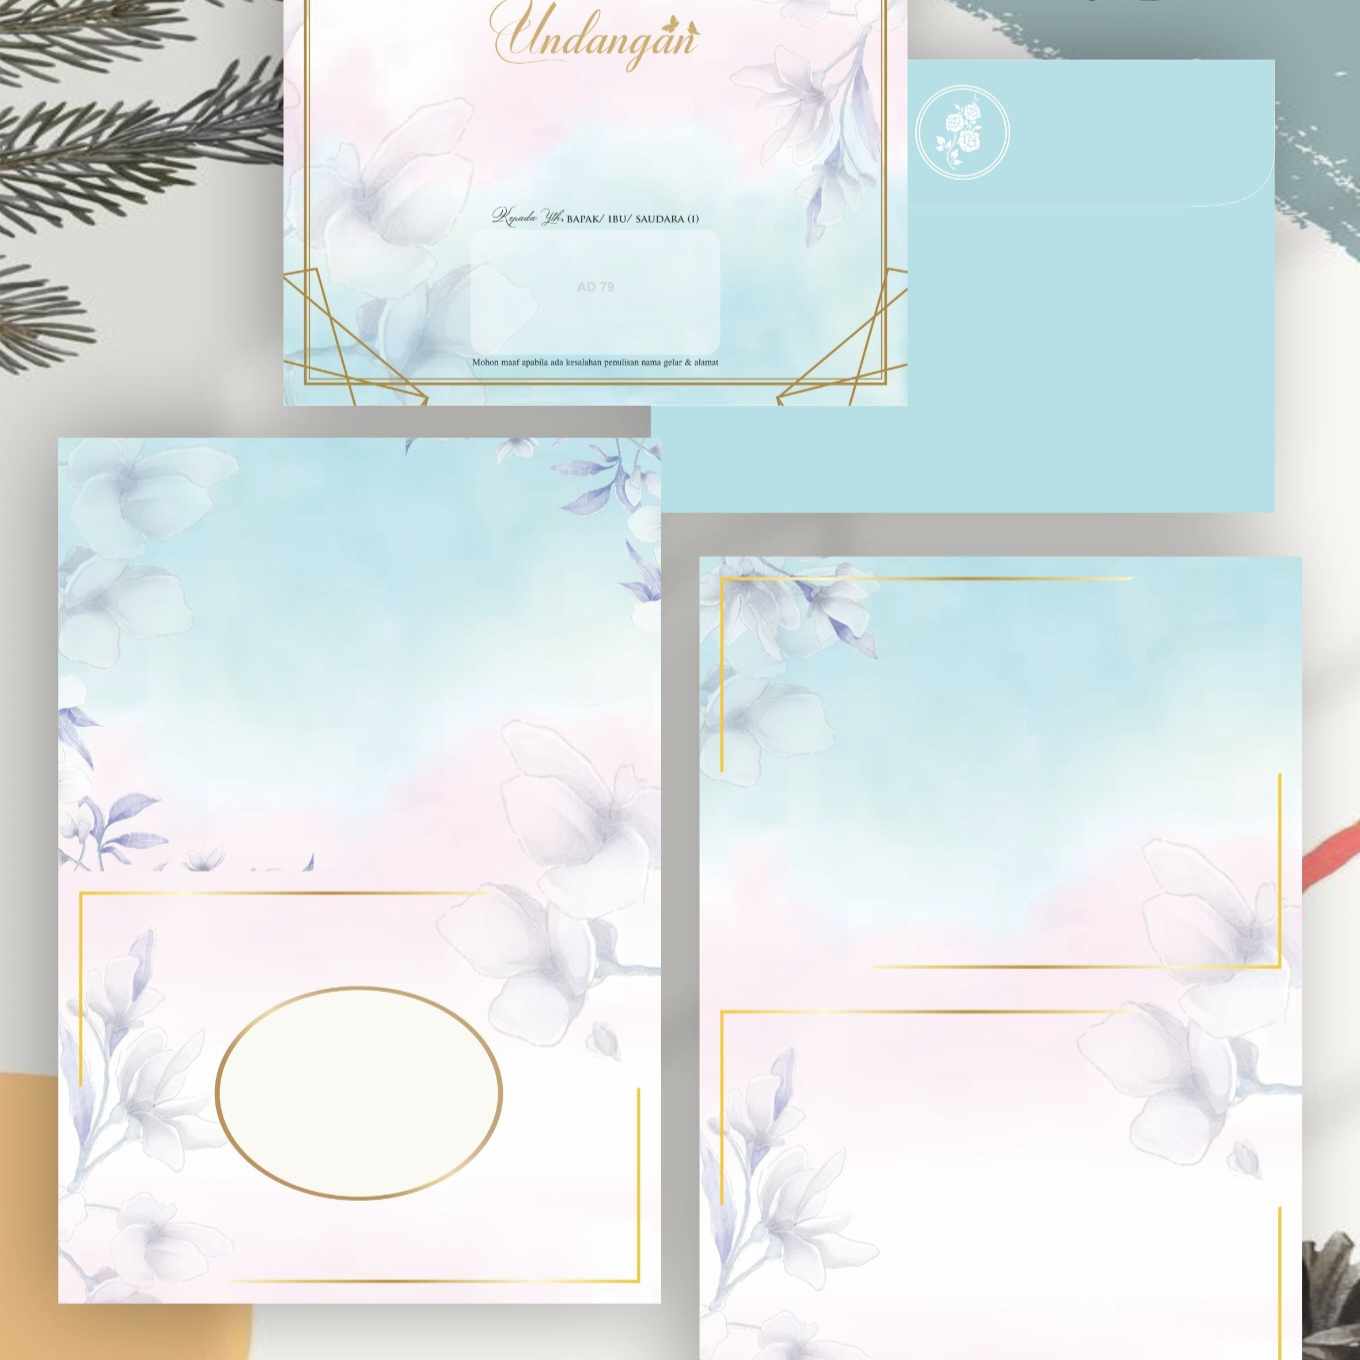 Undangan
Kepada Yth, BAPAK/ IBU/ SAUDARA (I)
AD 79
Mohon maaf apabila ada kesalahan penulisan nama gelar & alamat